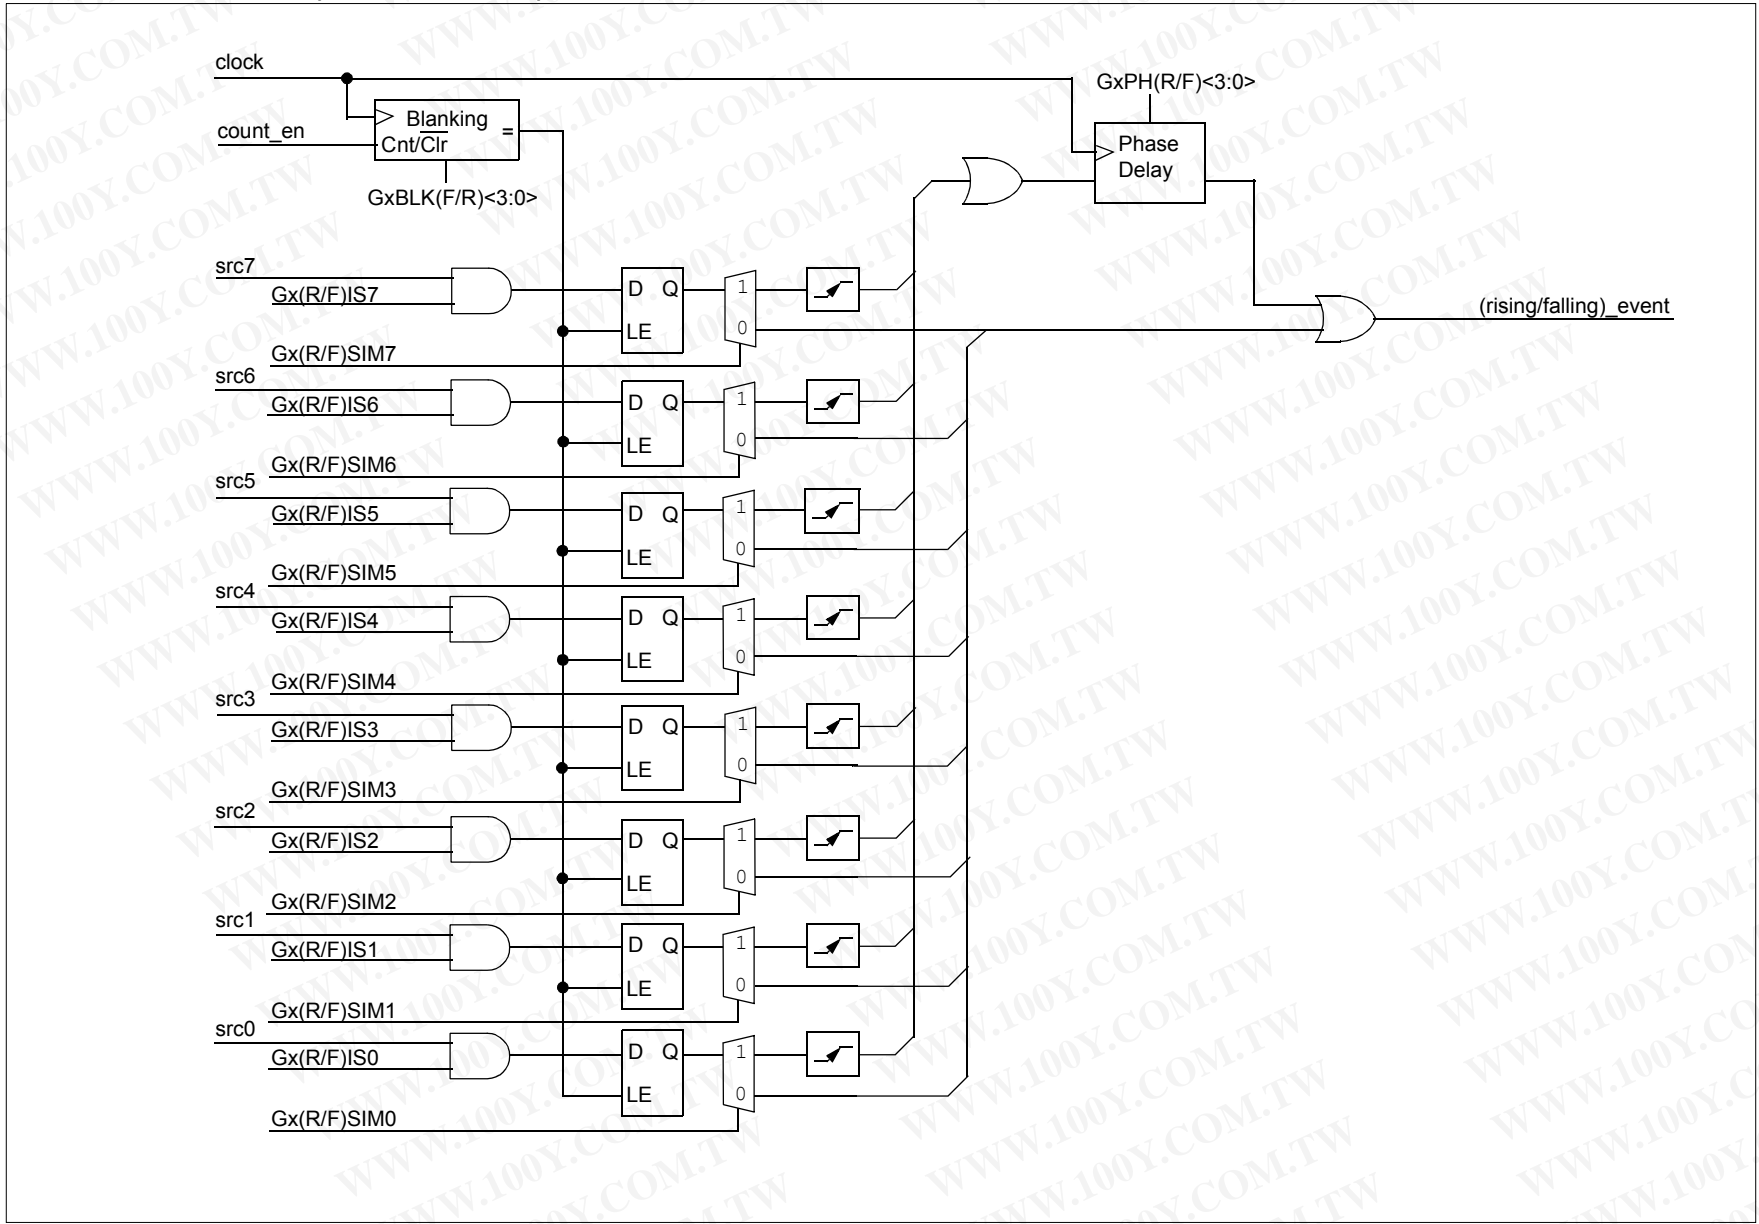 clock
GxPH(R/F)<3:0>
Blanking
=
count_en
Cnt/Clr
Phase
Delay
GxBLK(F/R)<3:0>
src7
Gx(R/F)IS7
D Q
1
LE
0
(rising/falling)_event
Gx(R/F)SIM7
src6
Gx(R/F)IS6
D Q
1
LE
0
Gx(R/F)SIM6
src5
Gx(R/F)IS5
D Q
1
LE
0
Gx(R/F)SIM5
src4
Gx(R/F)IS4
D Q
1
LE
0
Gx(R/F)SIM4
src3
Gx(R/F)IS3
D Q
1
LE
0
Gx(R/F)SIM3
src2
Gx(R/F)IS2
D Q
1
LE
0
Gx(R/F)SIM2
src1
Gx(R/F)IS1
D Q
1
LE
0
Gx(R/F)SIM1
src0
Gx(R/F)IS0
D Q
1
LE
0
Gx(R/F)SIM0
WWW.100Y.COM.TW